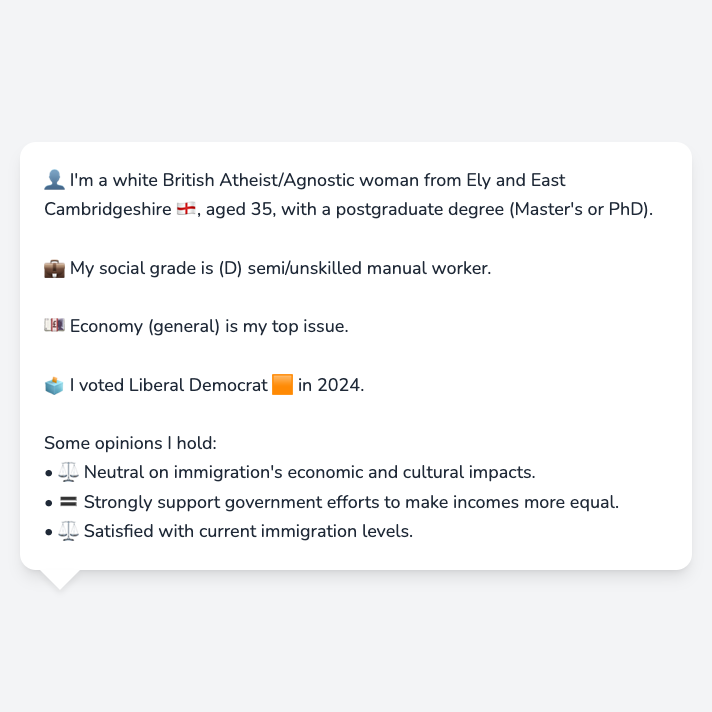 👤 I'm a white British Atheist/Agnostic woman from Ely and East
Cambridgeshire 🏴󠁧󠁢󠁥󠁮󠁧󠁿, aged 35, with a postgraduate degree (Master's or PhD).
💼 My social grade is (D) semi/unskilled manual worker.
💷 Economy (general) is my top issue.
🗳️ I voted Liberal Democrat 🟧 in 2024.
Some opinions I hold:
• ⚖️ Neutral on immigration's economic and cultural impacts.
• 🟰 Strongly support government efforts to make incomes more equal.
• ⚖️ Satisfied with current immigration levels.